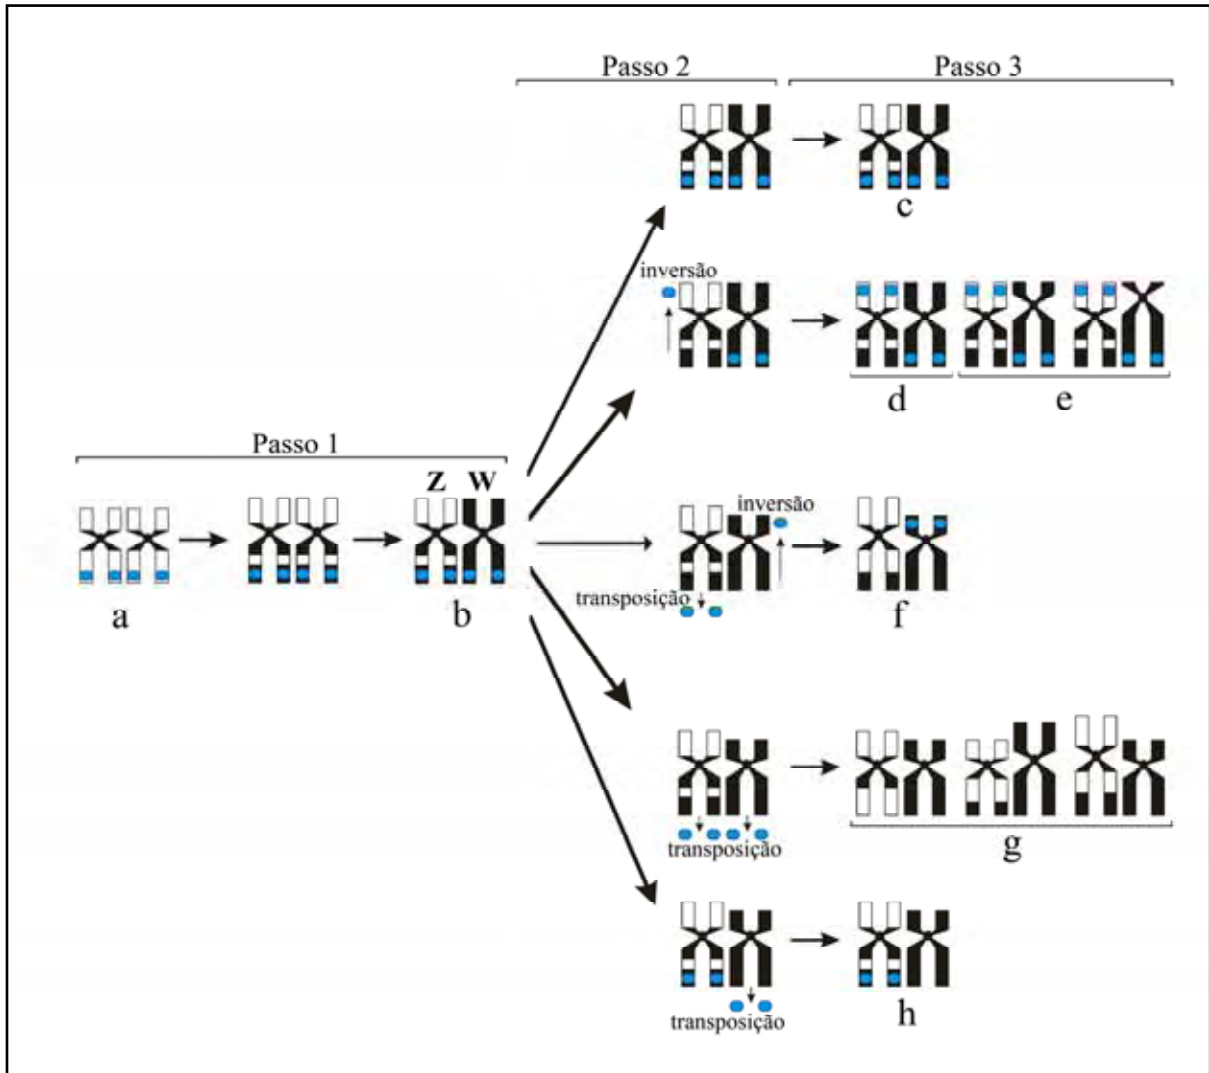 Passo 2
Passo 3
c
inversão
d
e
Passo 1
Z
W
a
b
inversão
transposição
f
transposição
g
transposição
h